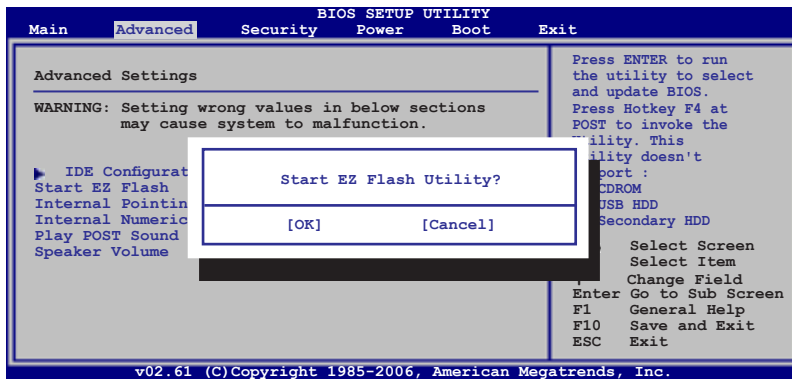 BIOS SETUP UTILITY
Main Advanced Security Power Boot Exit
Advanced Settings
WARNING: Setting wrong values in below sections
may cause system to malfunction.
IDE Configurat
Start EZ Flash
Internal Pointin
Internal Numeric
Play POST Sound
Speaker Volume
Start EZ Flash Utility?
[OK] [Cancel]
Press ENTER to run
the utility to select
and update BIOS.
Press Hotkey F4 at
POST to invoke the
This
doesn't
:
CDROM
USB HDD
Secondary HDD
Select Screen
Select Item
Change Field
Enter Go to Sub Screen
F1 General Help
F10 Save and Exit
ESC Exit
v02.61 (C)Copyright 1985-2006, American Megatrends, Inc.